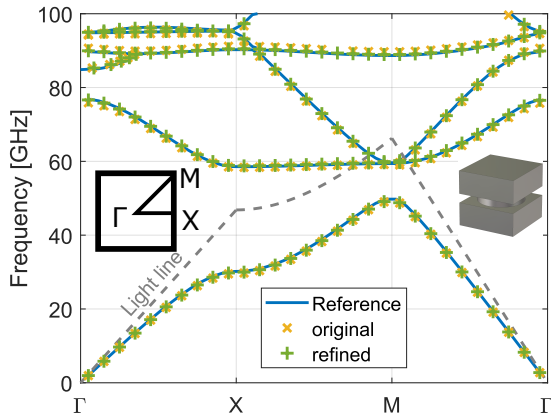 100
80
60
40
20
0
Frequency [GHz]
M
Γ
X
Light line
Reference
original
refined
Γ X M Γ